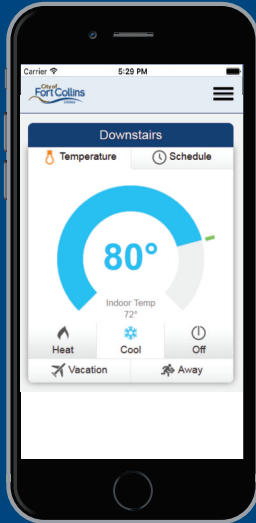 Carrier 5:29 PM
City of
Fort Collins
Utilities
Downstairs
Temperature Schedule
80°
Indoor Temp
72°
Heat Cool Off
Vacation Away